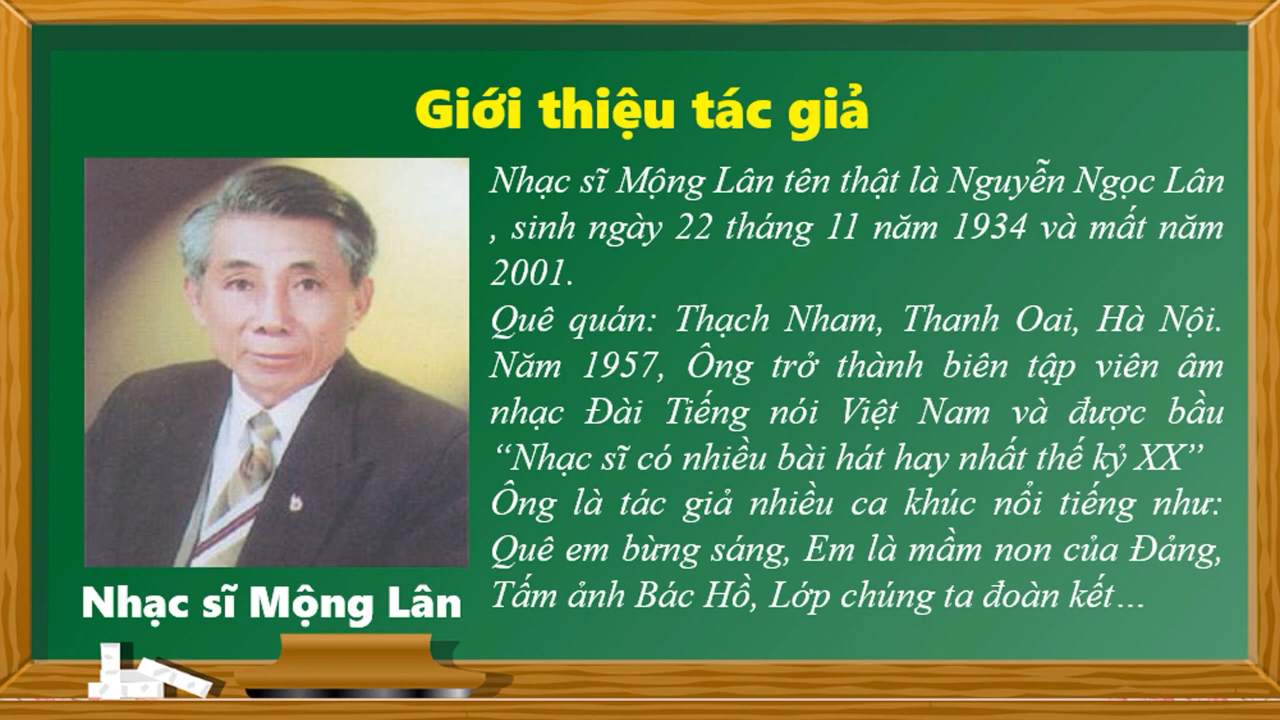 Giới thiệu tác giả
Nhạc sĩ Mộng Lân tên thật là Nguyễn Ngọc Lân
, sinh ngày 22 tháng 11 năm 1934 và mất năm
2001.
Quê quán: Thạch Nham, Thanh Oai, Hà Nội.
Năm 1957, Ông trở thành biên tập viên âm
nhạc Đài Tiếng nói Việt Nam và được bầu
“Nhạc sĩ có nhiều bài hát hay nhất thế kỷ XX”
Ông là tác giả nhiều ca khúc nổi tiếng như:
Quê em bừng sáng, Em là mầm non của Đảng,
Tấm ảnh Bác Hồ, Lớp chúng ta đoàn kết…
Nhạc sĩ Mộng Lân